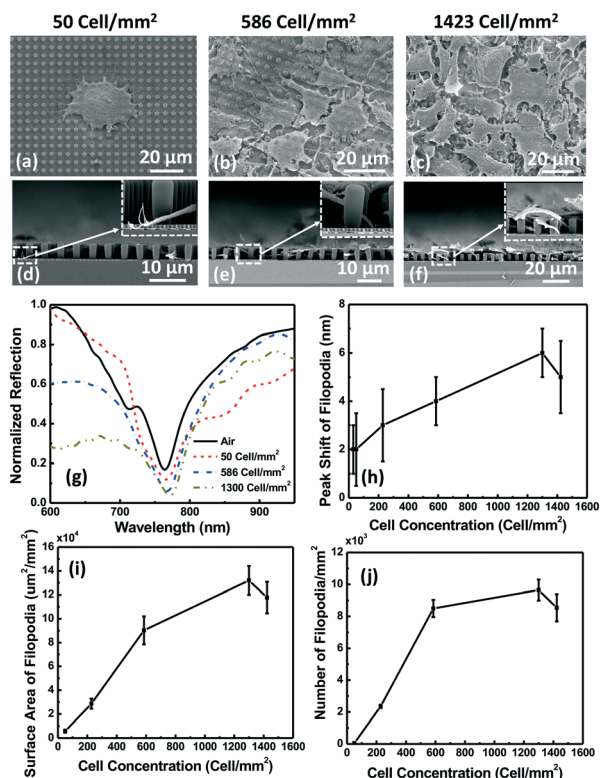 50 Cell/mm²
586 Cell/mm²
1423 Cell/mm²
(a)
20 μm
(b)
20 μm
(c)
20 μm
(d)
10 μm
(e)
10 μm
(f)
20 μm
Normalized Reflection
1.0
0.8
0.6
0.4
0.2
0.0
(g)
Air
50 Cell/mm²
586 Cell/mm²
1300 Cell/mm²
600 700 800 900
Wavelength (nm)
Peak Shift of Filopodia (nm)
8
6
4
2
0
(h)
0 200 400 600 800 1000 1200 1400 1600
Cell Concentration (Cell/mm²)
Surface Area of Filopodia (um²/mm²)
x10⁴
16
14
12
10
8
6
4
2
0
(i)
0 200 400 600 800 1000 1200 1400 1600
Cell Concentration (Cell/mm²)
Number of Filopodia/mm²
x10³
12
10
8
6
4
2
0
(j)
0 200 400 600 800 1000 1200 1400 1600
Cell Concentration (Cell/mm²)